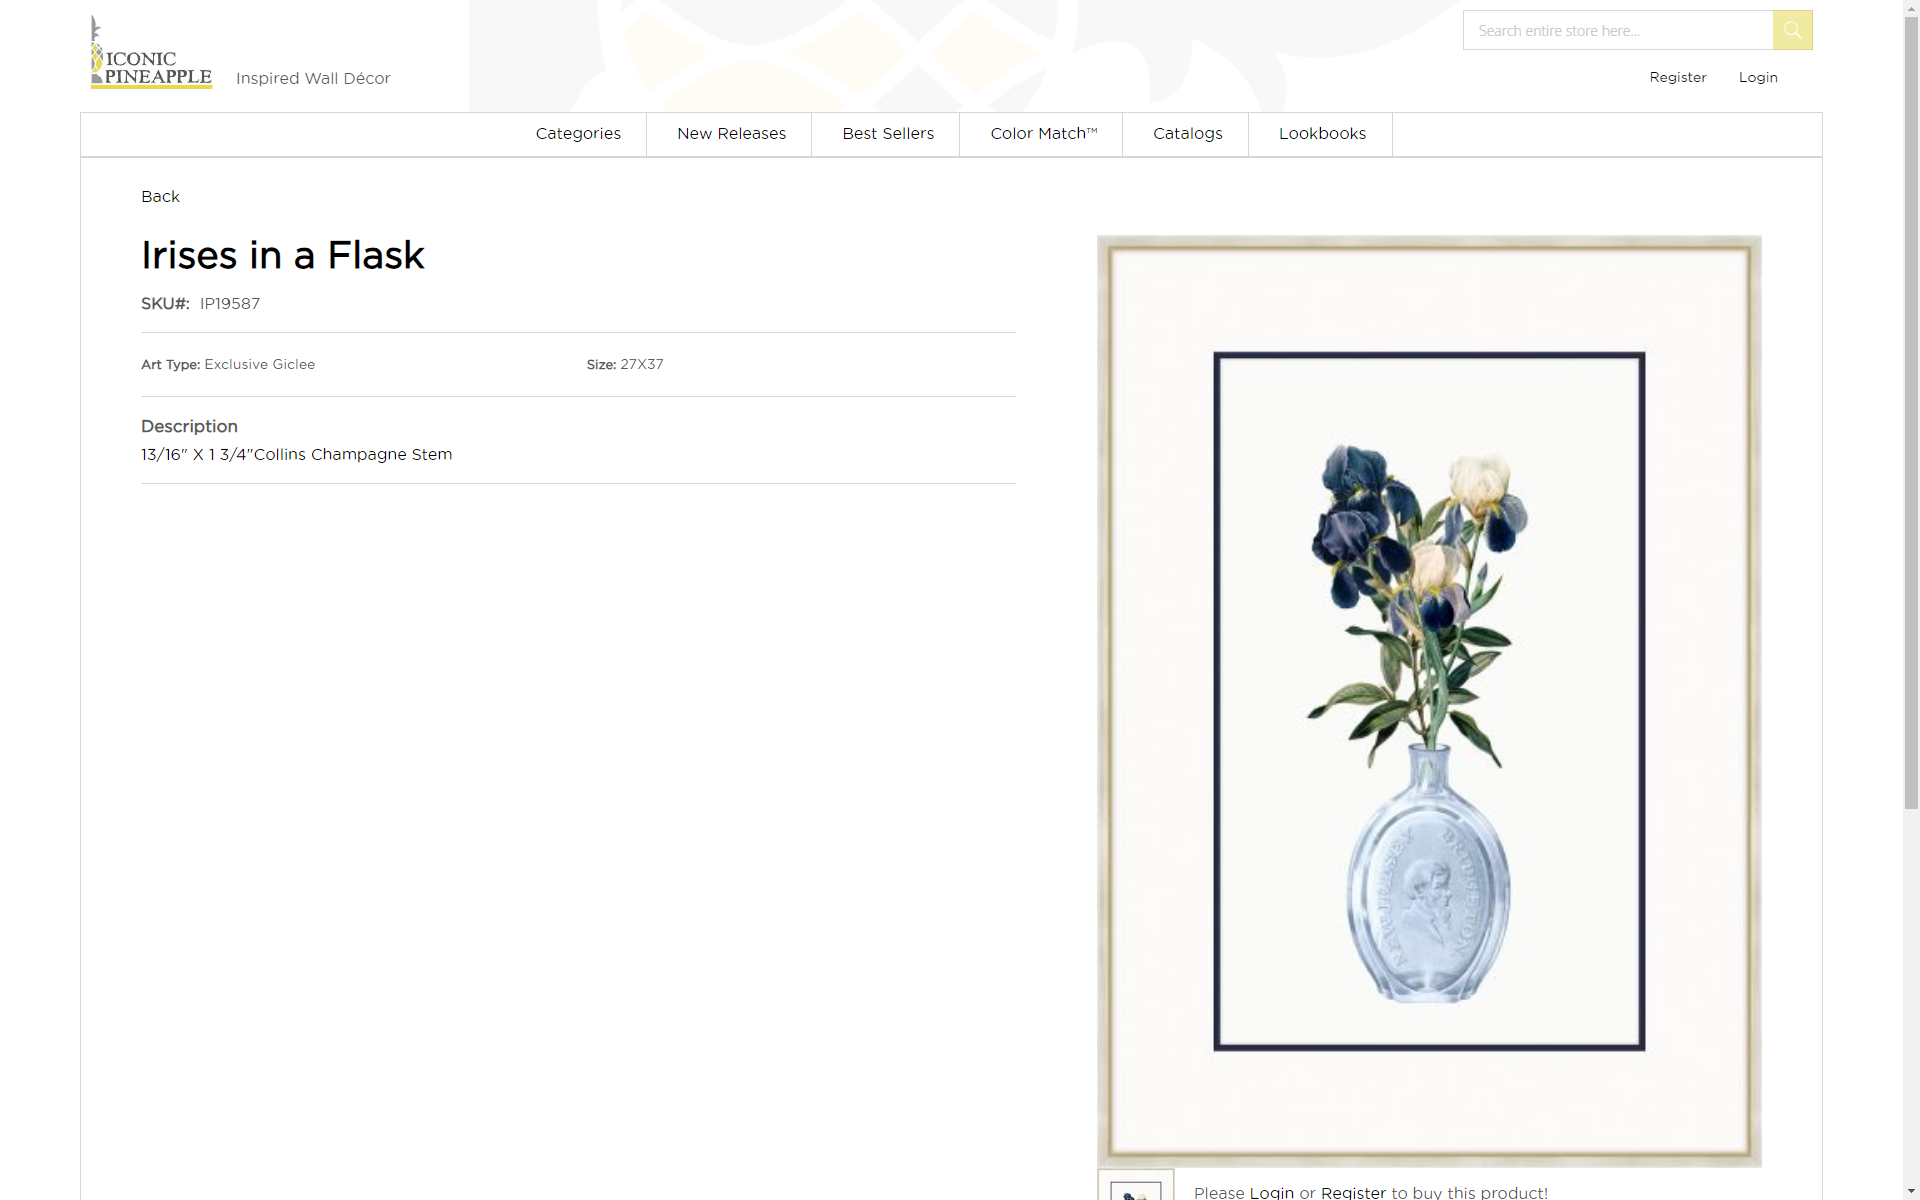 ICONIC
PINEAPPLE
Inspired Wall Décor
Search entire store here...
Register
Login
Categories
New Releases
Best Sellers
Color Match™
Catalogs
Lookbooks
Back
Irises in a Flask
SKU#: IP19587
Art Type: Exclusive Giclee
Size: 27X37
Description
13/16" X 1 3/4"Collins Champagne Stem
NEW JERSEY
BRIDGETON
Please Login or Register to buy this product!